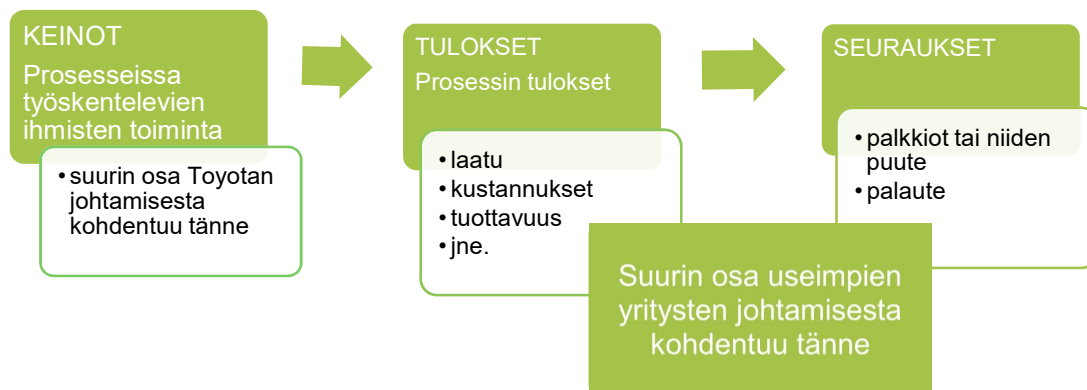 KEINOT
Prosesseissa
työskentelevien
ihmisten toiminta
• suurin osa Toyotan
johtamisesta
kohdentuu tänne
TULOKSET
Prosessin tulokset
• laatu
• kustannukset
• tuottavuus
• jne.
SEURAUKSET
• palkkiot tai niiden
puute
• palaute
Suurin osa useimpien
yritysten johtamisesta
kohdentuu tänne